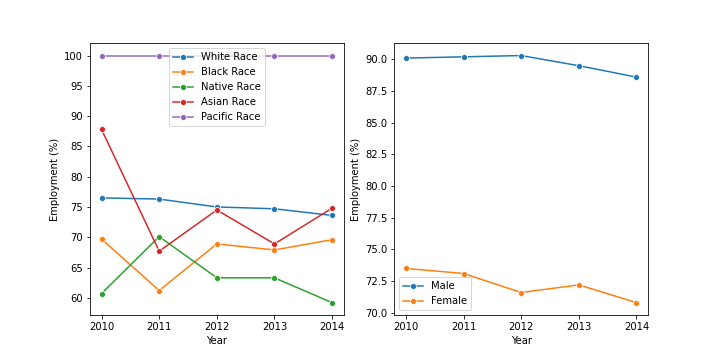 100
95
90
85
80
75
70
65
60
Employment (%)
2010 2011 2012 2013 2014
Year
White Race
Black Race
Native Race
Asian Race
Pacific Race
90.0
87.5
85.0
82.5
80.0
77.5
75.0
72.5
70.0
Employment (%)
2010 2011 2012 2013 2014
Year
Male
Female